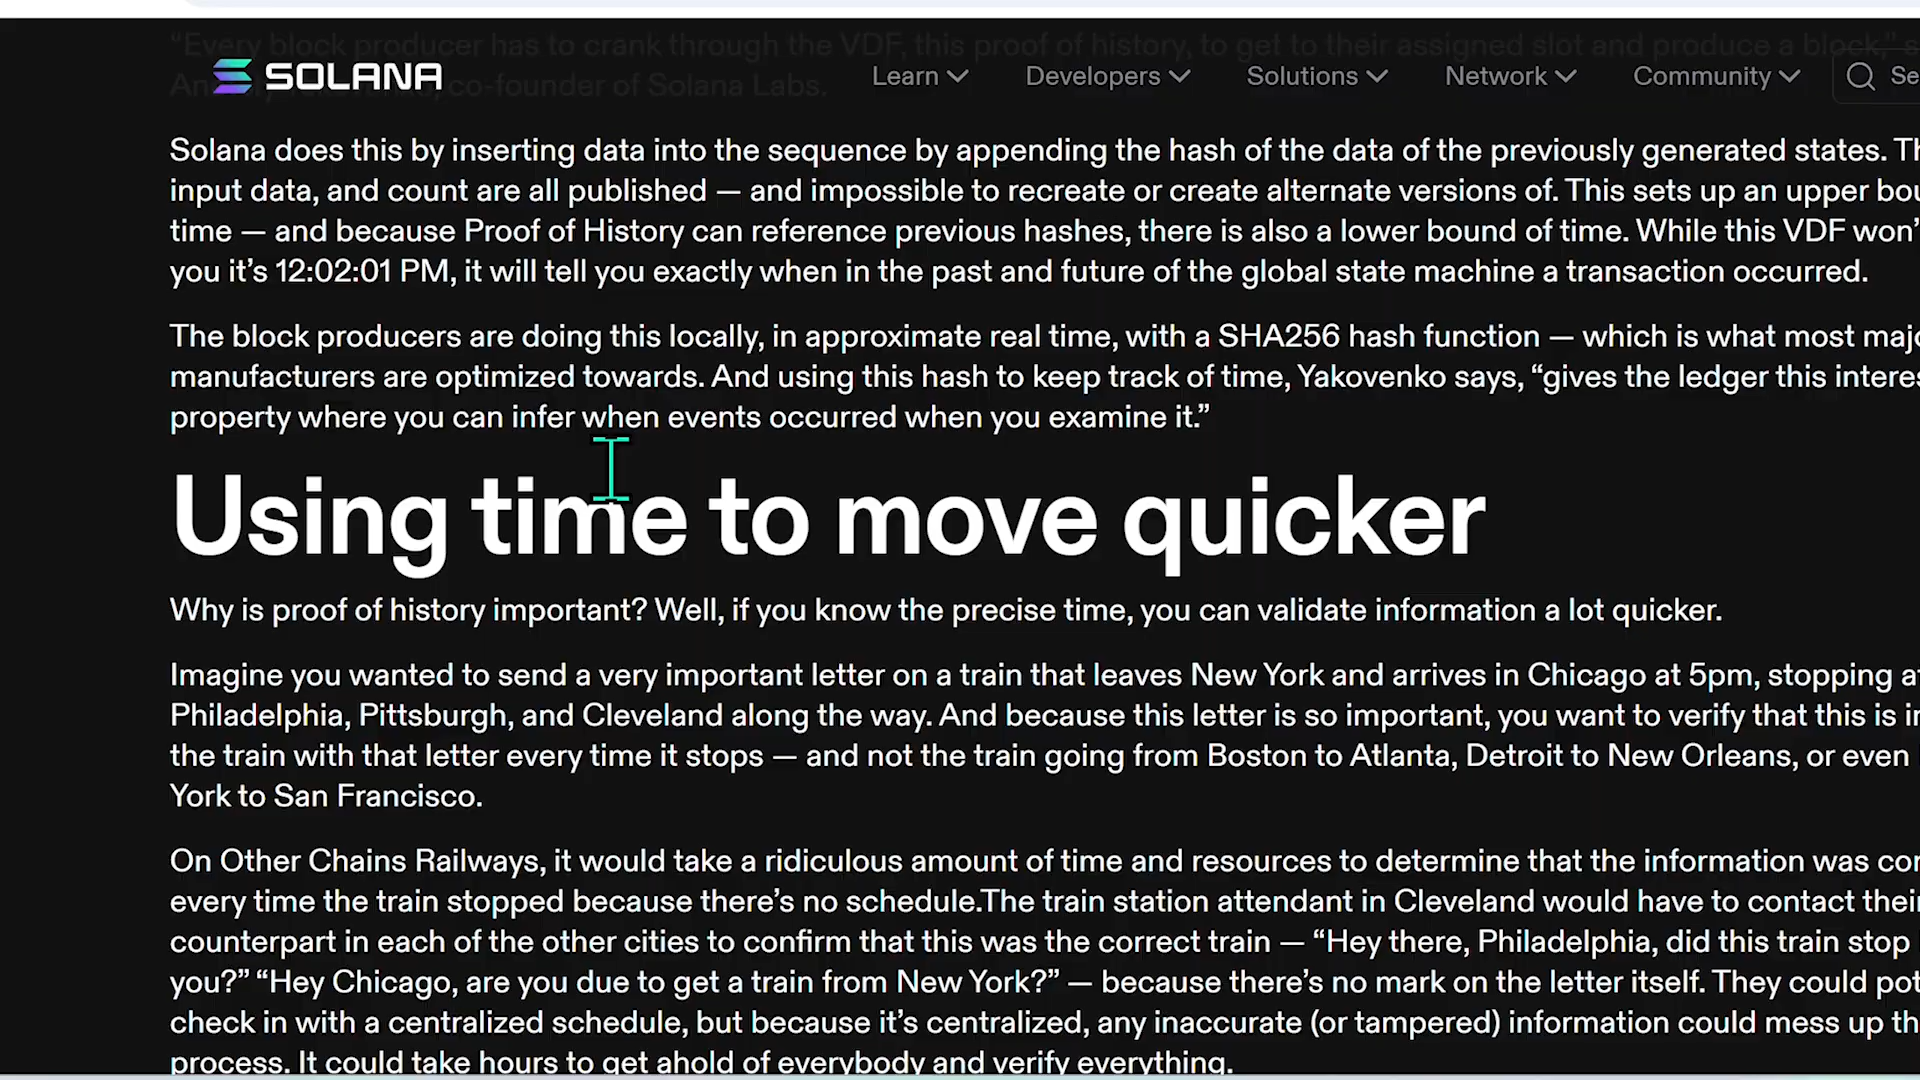 “Every block producer has to crank through the VDF, this proof of history, to get to their assigned slot and produce a block,” s
co-founder of Solana Labs.
SOLANA
Learn
Developers
Solutions
Network
Community
Se
Solana does this by inserting data into the sequence by appending the hash of the data of the previously generated states. Th
input data, and count are all published — and impossible to recreate or create alternate versions of. This sets up an upper bou
time — and because Proof of History can reference previous hashes, there is also a lower bound of time. While this VDF won’
you it’s 12:02:01 PM, it will tell you exactly when in the past and future of the global state machine a transaction occurred.
The block producers are doing this locally, in approximate real time, with a SHA256 hash function — which is what most majo
manufacturers are optimized towards. And using this hash to keep track of time, Yakovenko says, “gives the ledger this interes
property where you can infer when events occurred when you examine it.”
Using time to move quicker
Why is proof of history important? Well, if you know the precise time, you can validate information a lot quicker.
Imagine you wanted to send a very important letter on a train that leaves New York and arrives in Chicago at 5pm, stopping at
Philadelphia, Pittsburgh, and Cleveland along the way. And because this letter is so important, you want to verify that this is in
the train with that letter every time it stops — and not the train going from Boston to Atlanta, Detroit to New Orleans, or even
York to San Francisco.
On Other Chains Railways, it would take a ridiculous amount of time and resources to determine that the information was cor
every time the train stopped because there’s no schedule.The train station attendant in Cleveland would have to contact their
counterpart in each of the other cities to confirm that this was the correct train — “Hey there, Philadelphia, did this train stop
you?” “Hey Chicago, are you due to get a train from New York?” — because there’s no mark on the letter itself. They could pot
check in with a centralized schedule, but because it’s centralized, any inaccurate (or tampered) information could mess up th
process. It could take hours to get ahold of everybody and verify everything.